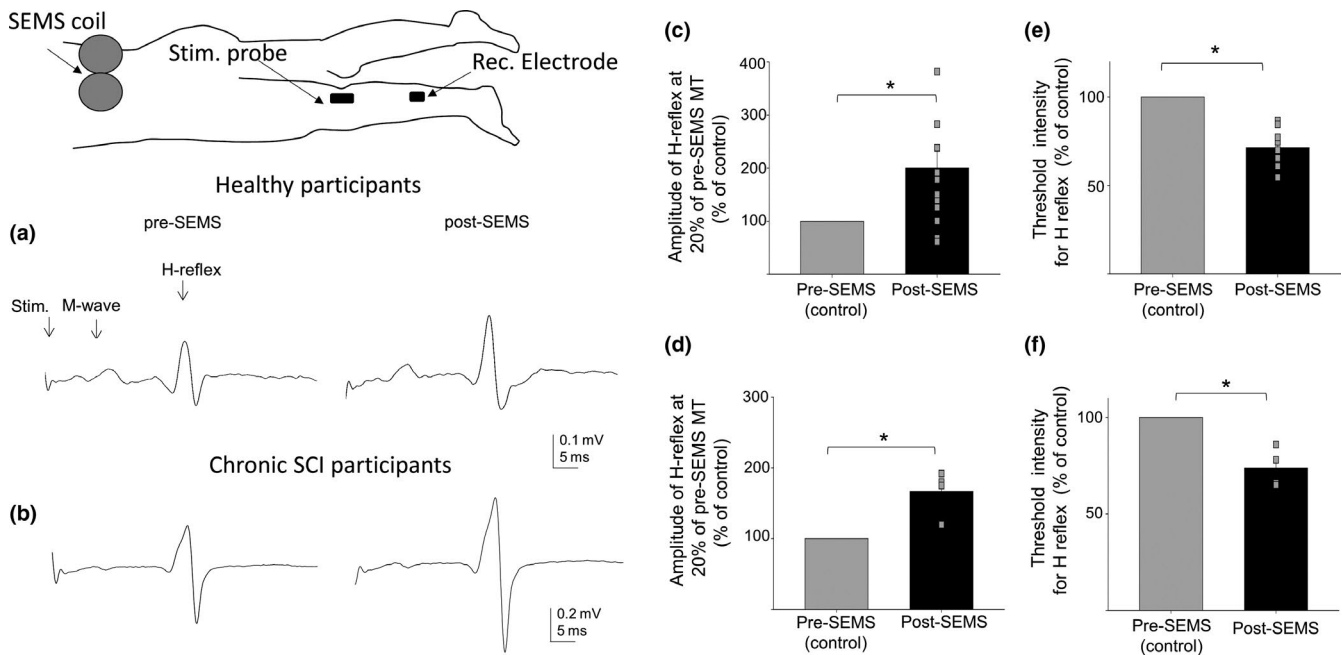 SEMS coil
Stim. probe
Rec. Electrode
Healthy participants
(a)
pre-SEMS
post-SEMS
H-reflex
Stim.
M-wave
0.1 mV
5 ms
Chronic SCI participants
(b)
0.2 mV
5 ms
(c)
Amplitude of H-reflex at
20% of pre-SEMS MT
(% of control)
400
300
200
100
*
Pre-SEMS
(control)
Post-SEMS
(d)
Amplitude of H-reflex at
20% of pre-SEMS MT
(% of control)
300
200
100
*
Pre-SEMS
(control)
Post-SEMS
(e)
Threshold intensity
for H reflex (% of control)
100
50
*
Pre-SEMS
(control)
Post-SEMS
(f)
Threshold intensity
for H reflex (% of control)
100
50
*
Pre-SEMS
(control)
Post-SEMS